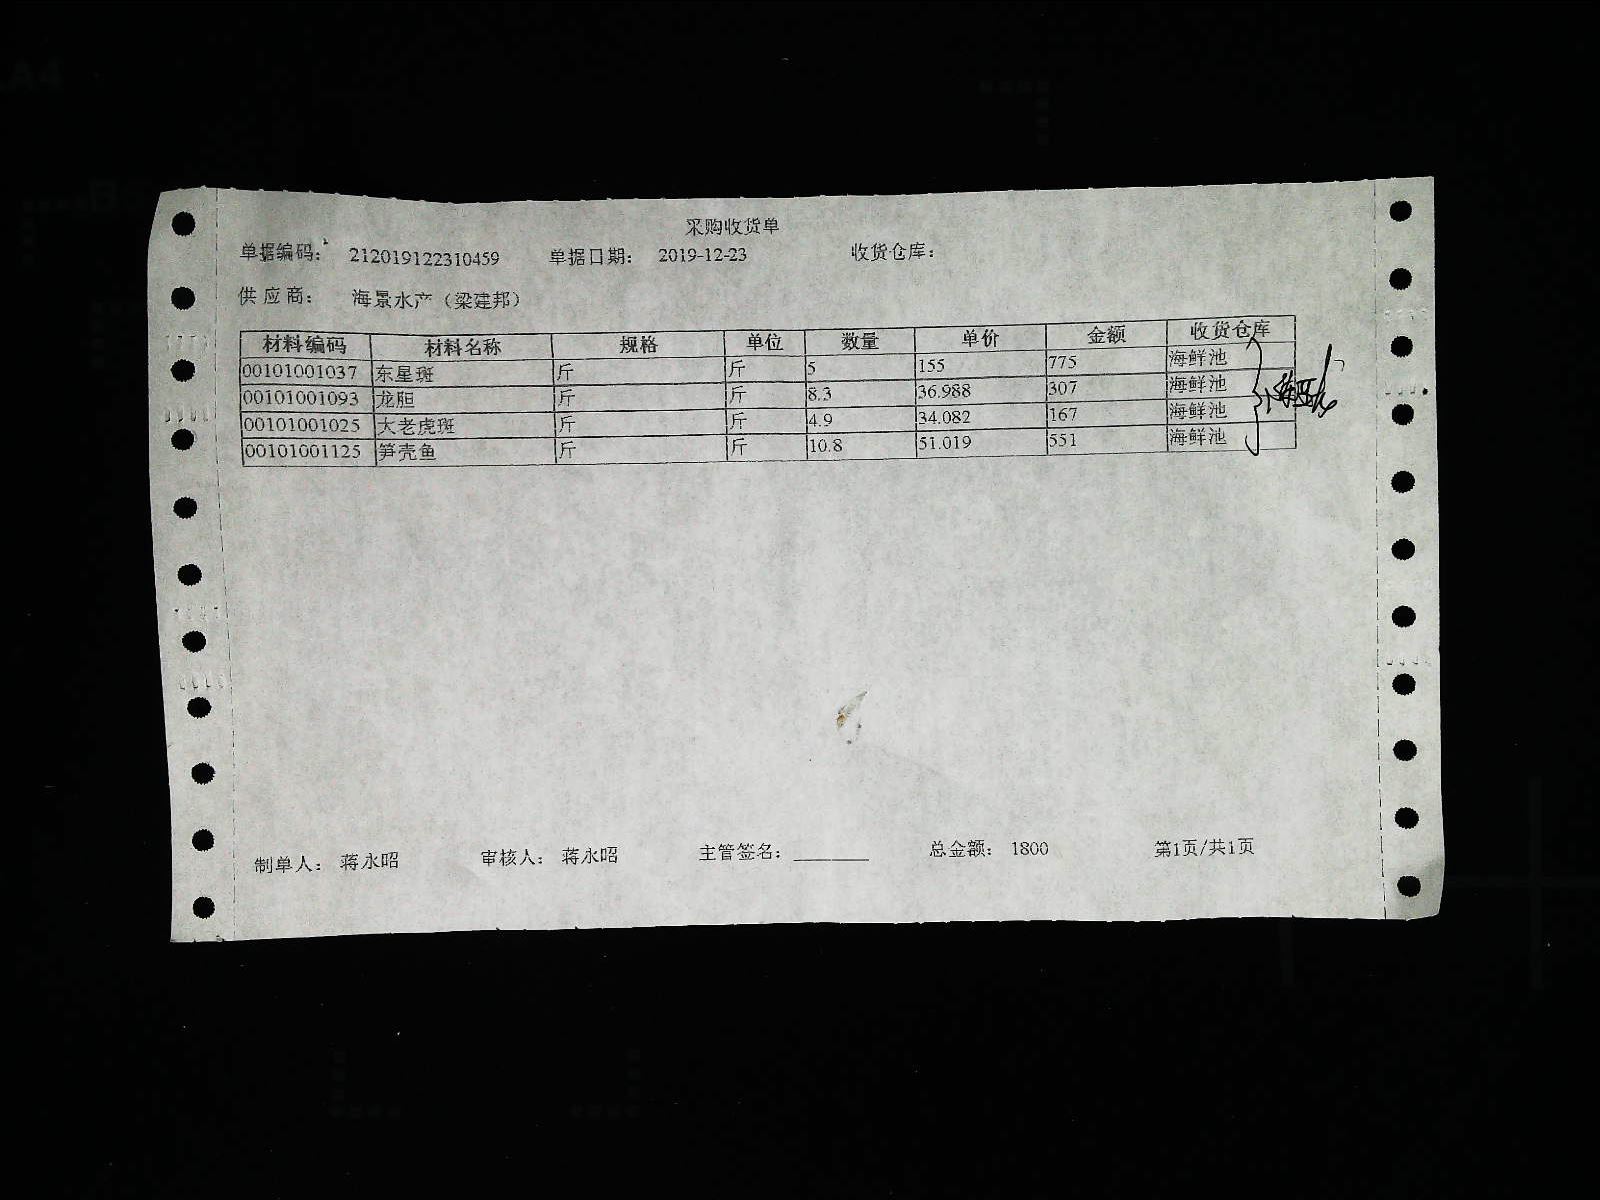 采购收货单
单据编码： 212019122310459 单据日期： 2019-12-23 收货仓库：
供应商： 海景水产（梁建邦）
材料编码 材料名称 规格 单位 数量 单价 金额 收货仓库
00101001037 东星斑 斤 斤 5 155 775 海鲜池
00101001093 龙胆 斤 斤 8.3 36.988 307 海鲜池
00101001025 大老虎斑 斤 斤 4.9 34.082 167 海鲜池
00101001125 笋壳鱼 斤 斤 10.8 51.019 551 海鲜池
制单人： 蒋永昭 审核人： 蒋永昭 主管签名： 总金额： 1800 第1页/共1页